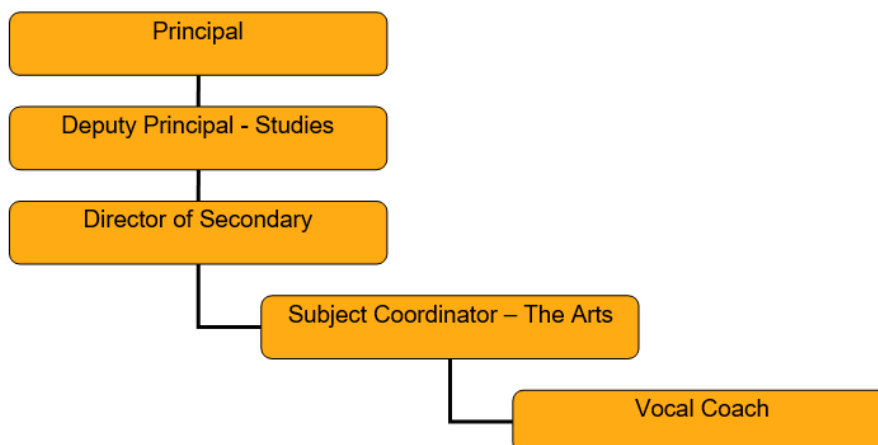 Principal
Deputy Principal - Studies
Director of Secondary
Subject Coordinator – The Arts
Vocal Coach